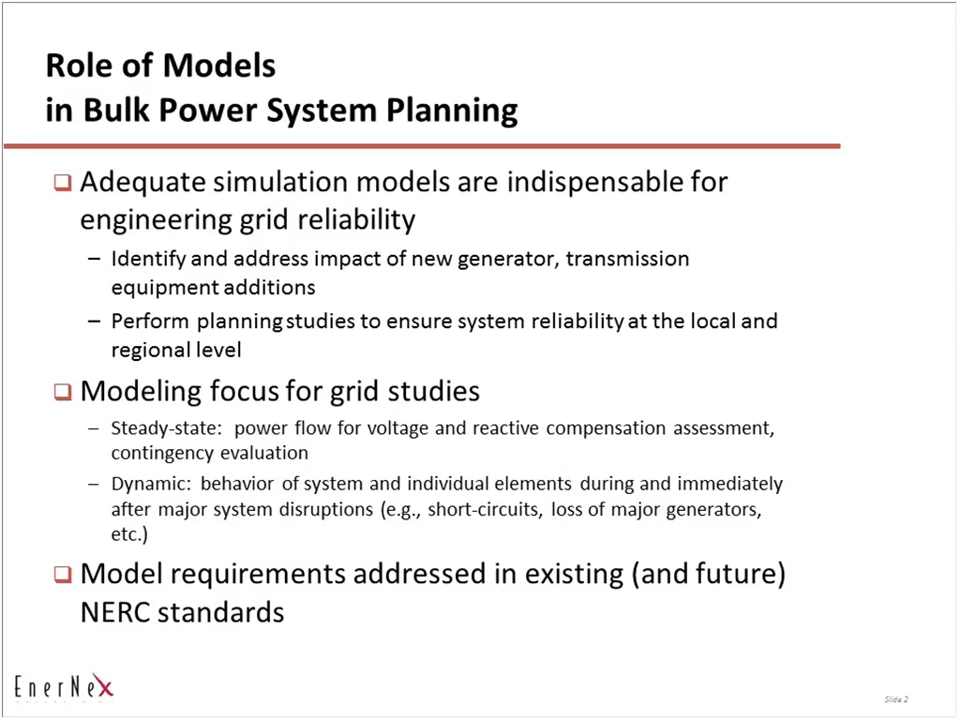 Role of Models
in Bulk Power System Planning
Adequate simulation models are indispensable for
engineering grid reliability
– Identify and address impact of new generator, transmission
equipment additions
– Perform planning studies to ensure system reliability at the local and
regional level
Modeling focus for grid studies
– Steady-state: power flow for voltage and reactive compensation assessment,
contingency evaluation
– Dynamic: behavior of system and individual elements during and immediately
after major system disruptions (e.g., short-circuits, loss of major generators,
etc.)
Model requirements addressed in existing (and future)
NERC standards
EnerNex
Slide 2